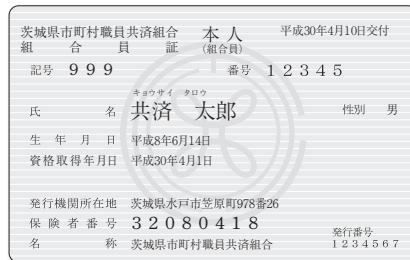 茨城県市町村職員共済組合 本人 平成30年4月10日交付
組合員証 (組合員)
記号 999 番号 12345
キョウサイ タロウ
氏名 共済 太郎 性別 男
生年月日 平成8年6月14日
資格取得年月日 平成30年4月1日
発行機関所在地 茨城県水戸市笠原町978番26
保険者番号 32080418
発行番号
名称 茨城県市町村職員共済組合 1234567